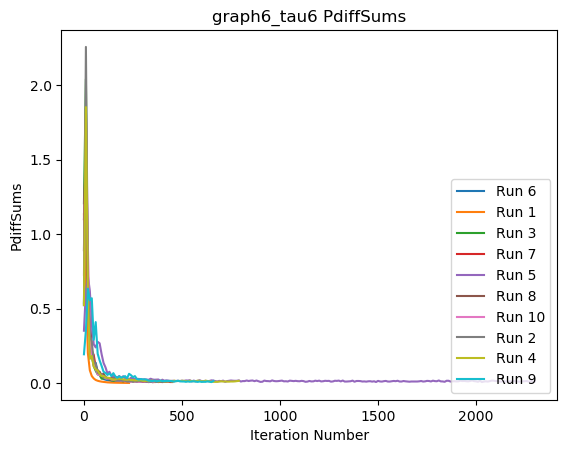 graph6_tau6 PdiffSums
PdiffSums
2.0
1.5
1.0
0.5
0.0
Run 6
Run 1
Run 3
Run 7
Run 5
Run 8
Run 10
Run 2
Run 4
Run 9
0
500
1000
1500
2000
Iteration Number